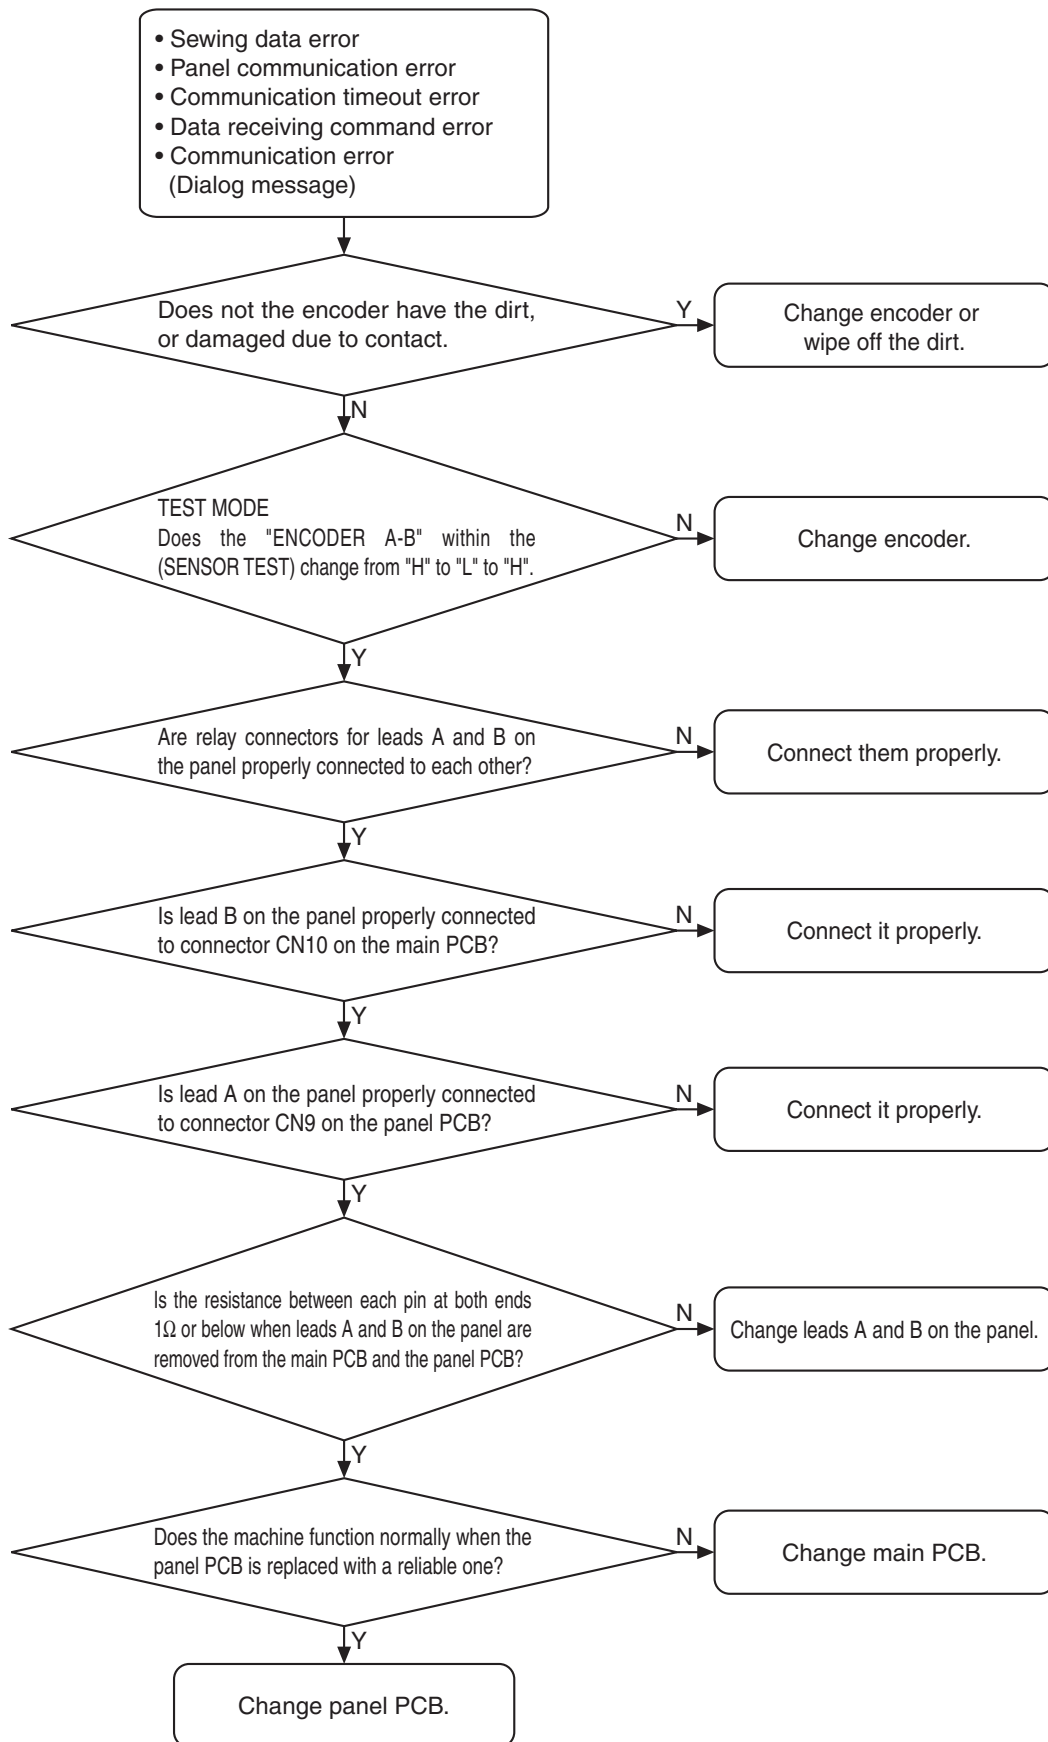 • Sewing data error
• Panel communication error
• Communication timeout error
• Data receiving command error
• Communication error
(Dialog message)
Does not the encoder have the dirt,
or damaged due to contact.
Y
Change encoder or
wipe off the dirt.
N
TEST MODE
Does the "ENCODER A-B" within the
(SENSOR TEST) change from "H" to "L" to "H".
N
Change encoder.
Y
Are relay connectors for leads A and B on
the panel properly connected to each other?
N
Connect them properly.
Y
Is lead B on the panel properly connected
to connector CN10 on the main PCB?
N
Connect it properly.
Y
Is lead A on the panel properly connected
to connector CN9 on the panel PCB?
N
Connect it properly.
Y
Is the resistance between each pin at both ends
1Ω or below when leads A and B on the panel are
removed from the main PCB and the panel PCB?
N
Change leads A and B on the panel.
Y
Does the machine function normally when the
panel PCB is replaced with a reliable one?
N
Change main PCB.
Y
Change panel PCB.